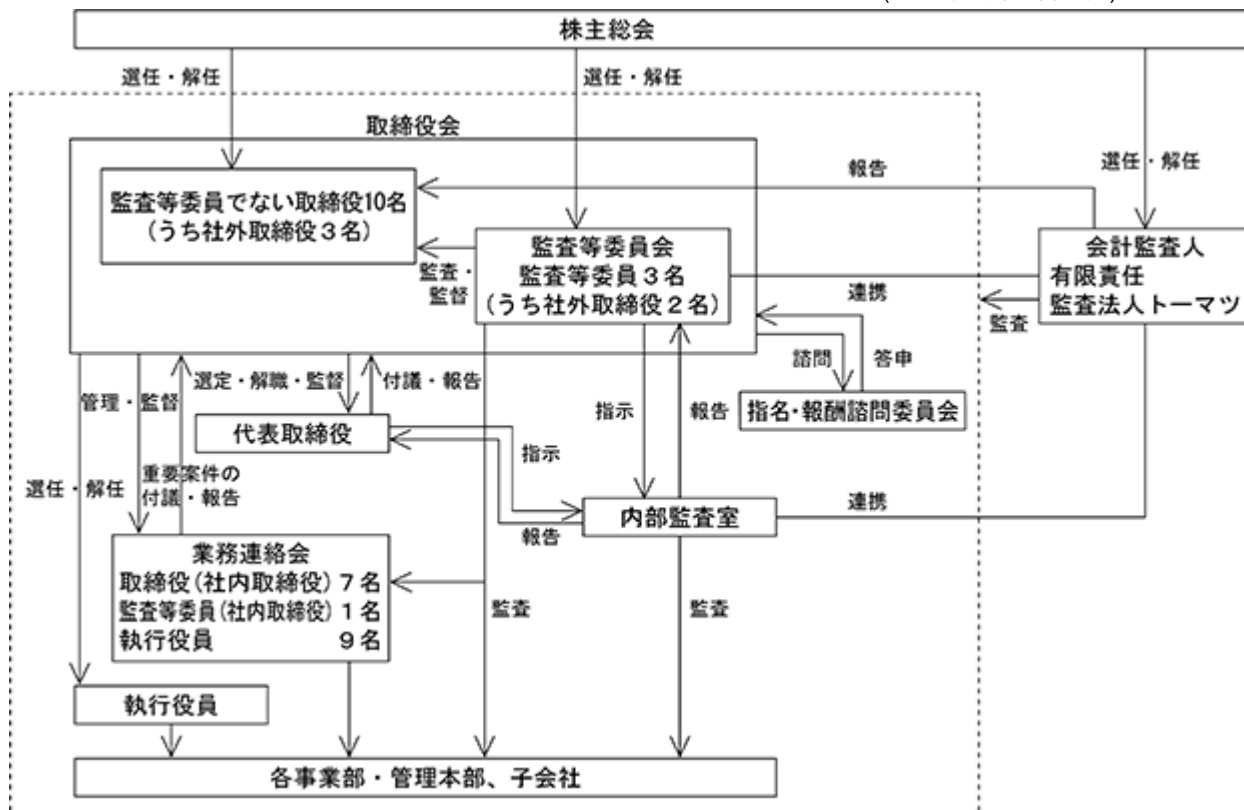 株主総会
選任・解任
選任・解任
選任・解任
取締役会
監査等委員でない取締役10名
(うち社外取締役3名)
報告
監査・
監督
監査等委員会
監査等委員3名
(うち社外取締役2名)
連携
会計監査人
有限責任
監査法人トーマツ
監査
諮問
答申
指名・報酬諮問委員会
管理・監督
選定・解職・監督
付議・報告
代表取締役
指示
報告
指示
報告
選任・解任
重要案件の
付議・報告
内部監査室
連携
業務連絡会
取締役(社内取締役)7名
監査等委員(社内取締役)1名
執行役員 9名
監査
監査
執行役員
各事業部・管理本部、子会社